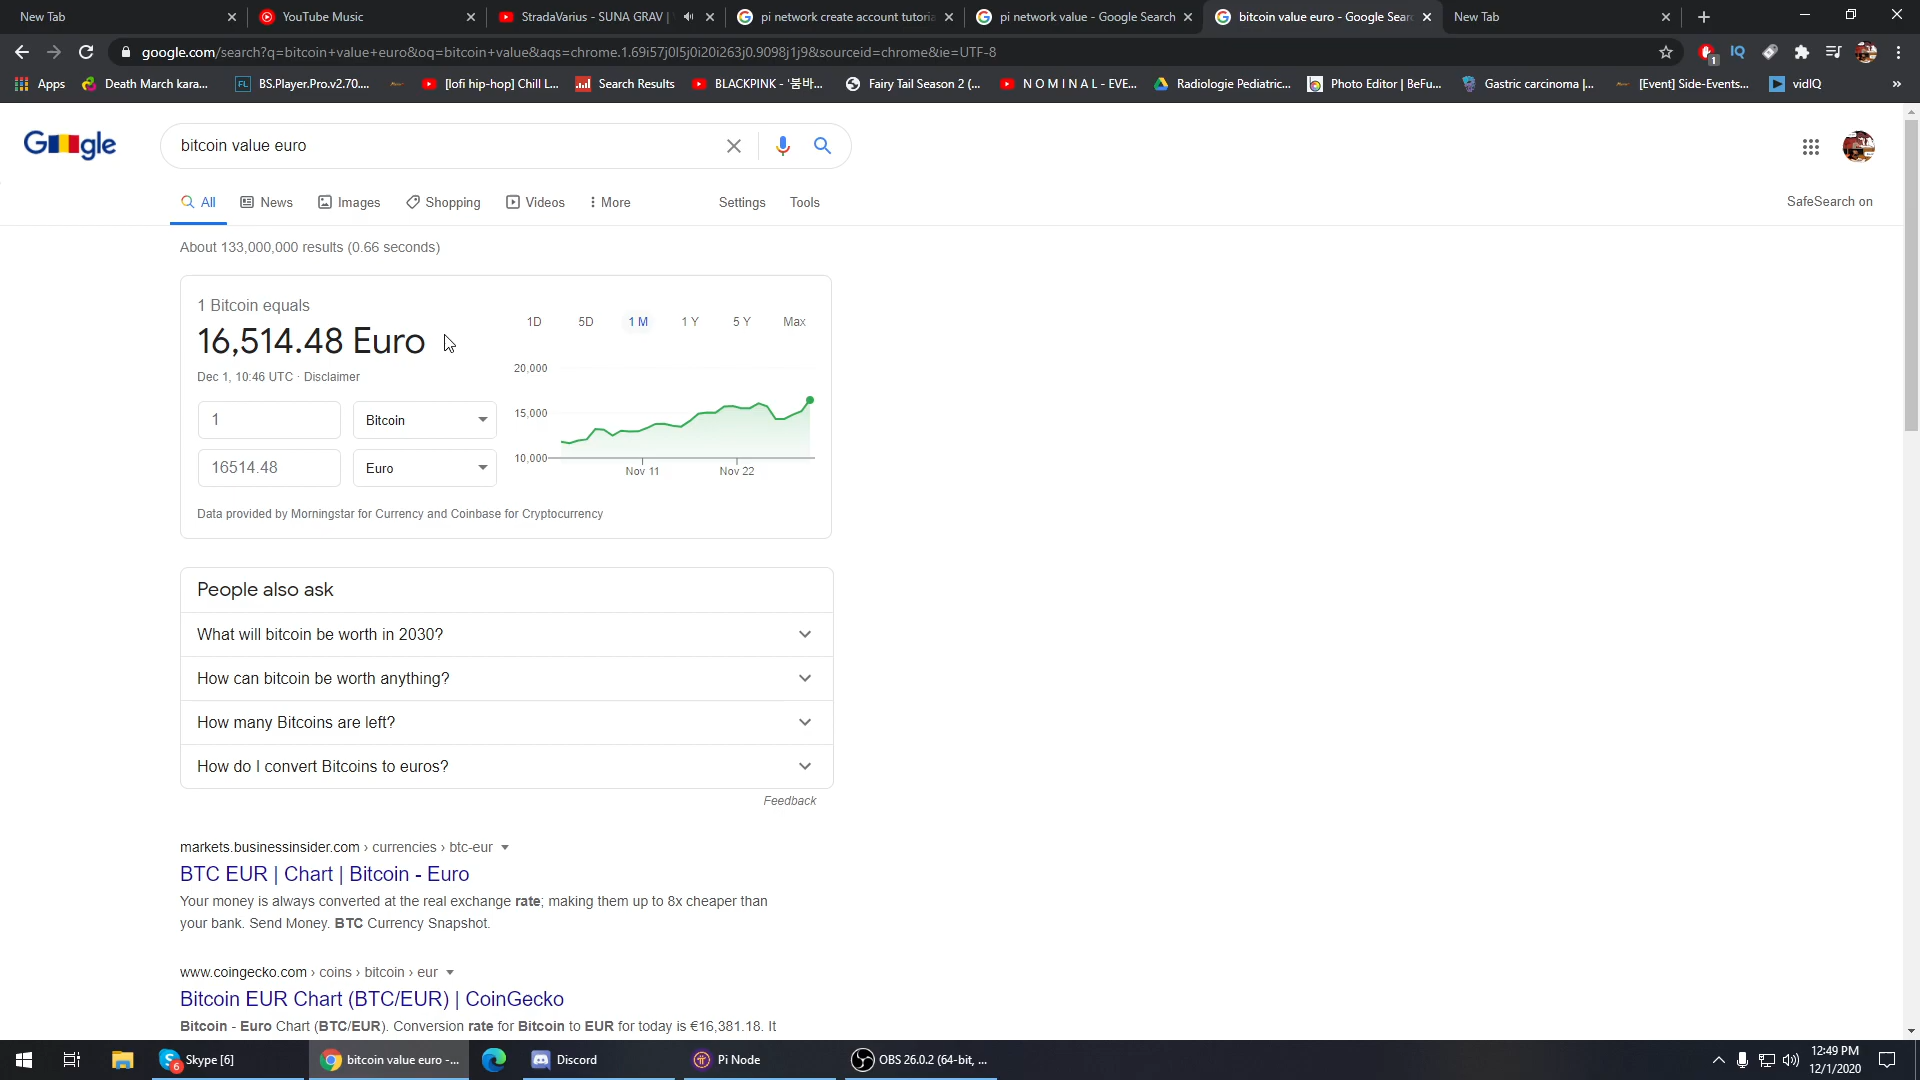 New Tab
YouTube Music
StradaVarius - SUNA GRAV |
pi network create account tutoria
pi network value - Google Search
bitcoin value euro - Google Searc
New Tab
google.com/search?q=bitcoin+value+euro&oq=bitcoin+value&aqs=chrome.1.69i57j0l5j0i20i263j0.9098j1j9&sourceid=chrome&ie=UTF-8
1
IQ
Apps
Death March kara...
FL
BS.Player.Pro.v2.70....
[lofi hip-hop] Chill L...
Search Results
BLACKPINK - '붐바...
Fairy Tail Season 2 (...
N O M I N A L - EVE...
Radiologie Pediatric...
Photo Editor | BeFu...
Gastric carcinoma |...
[Event] Side-Events...
vidIQ
»
Google
bitcoin value euro
All
News
Images
Shopping
Videos
More
Settings
Tools
SafeSearch on
About 133,000,000 results (0.66 seconds)
1 Bitcoin equals
16,514.48 Euro
Dec 1, 10:46 UTC · Disclaimer
1
Bitcoin
16514.48
Euro
1D
5D
1 M
1 Y
5 Y
Max
20,000
15,000
10,000
Nov 11
Nov 22
Data provided by Morningstar for Currency and Coinbase for Cryptocurrency
People also ask
What will bitcoin be worth in 2030?
How can bitcoin be worth anything?
How many Bitcoins are left?
How do I convert Bitcoins to euros?
Feedback
markets.businessinsider.com › currencies › btc-eur
BTC EUR | Chart | Bitcoin - Euro
Your money is always converted at the real exchange rate; making them up to 8x cheaper than
your bank. Send Money. BTC Currency Snapshot.
www.coingecko.com › coins › bitcoin › eur
Bitcoin EUR Chart (BTC/EUR) | CoinGecko
Bitcoin - Euro Chart (BTC/EUR). Conversion rate for Bitcoin to EUR for today is €16,381.18. It
6
Skype [6]
bitcoin value euro -...
Discord
Pi Node
OBS 26.0.2 (64-bit, ...
12:49 PM
12/1/2020